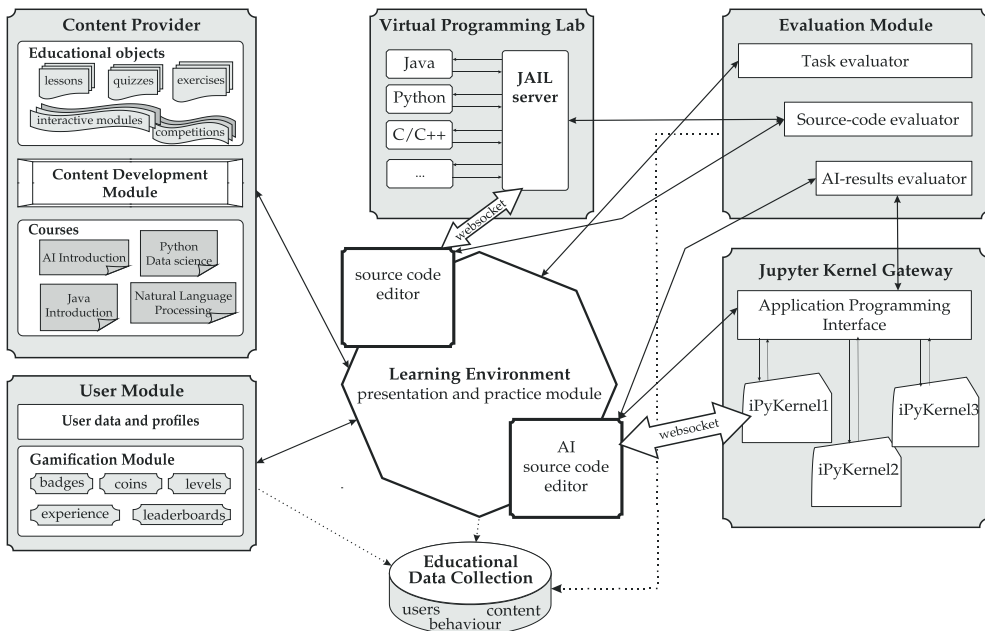 Content Provider
Educational objects
lessons
quizzes
exercises
interactive modules
competitions
Content Development
Module
Courses
AI Introduction
Python
Data science
Java
Introduction
Natural Language
Processing
User Module
User data and profiles
Gamification Module
badges
coins
levels
experience
leaderboards
Virtual Programming Lab
Java
Python
C/C++
...
JAIL
server
websocket
source code
editor
Learning Environment
presentation and practice module
AI
source code
editor
websocket
Educational
Data Collection
users
content
behaviour
Evaluation Module
Task evaluator
Source-code evaluator
AI-results evaluator
Jupyter Kernel Gateway
Application Programming
Interface
iPyKernel1
iPyKernel3
iPyKernel2